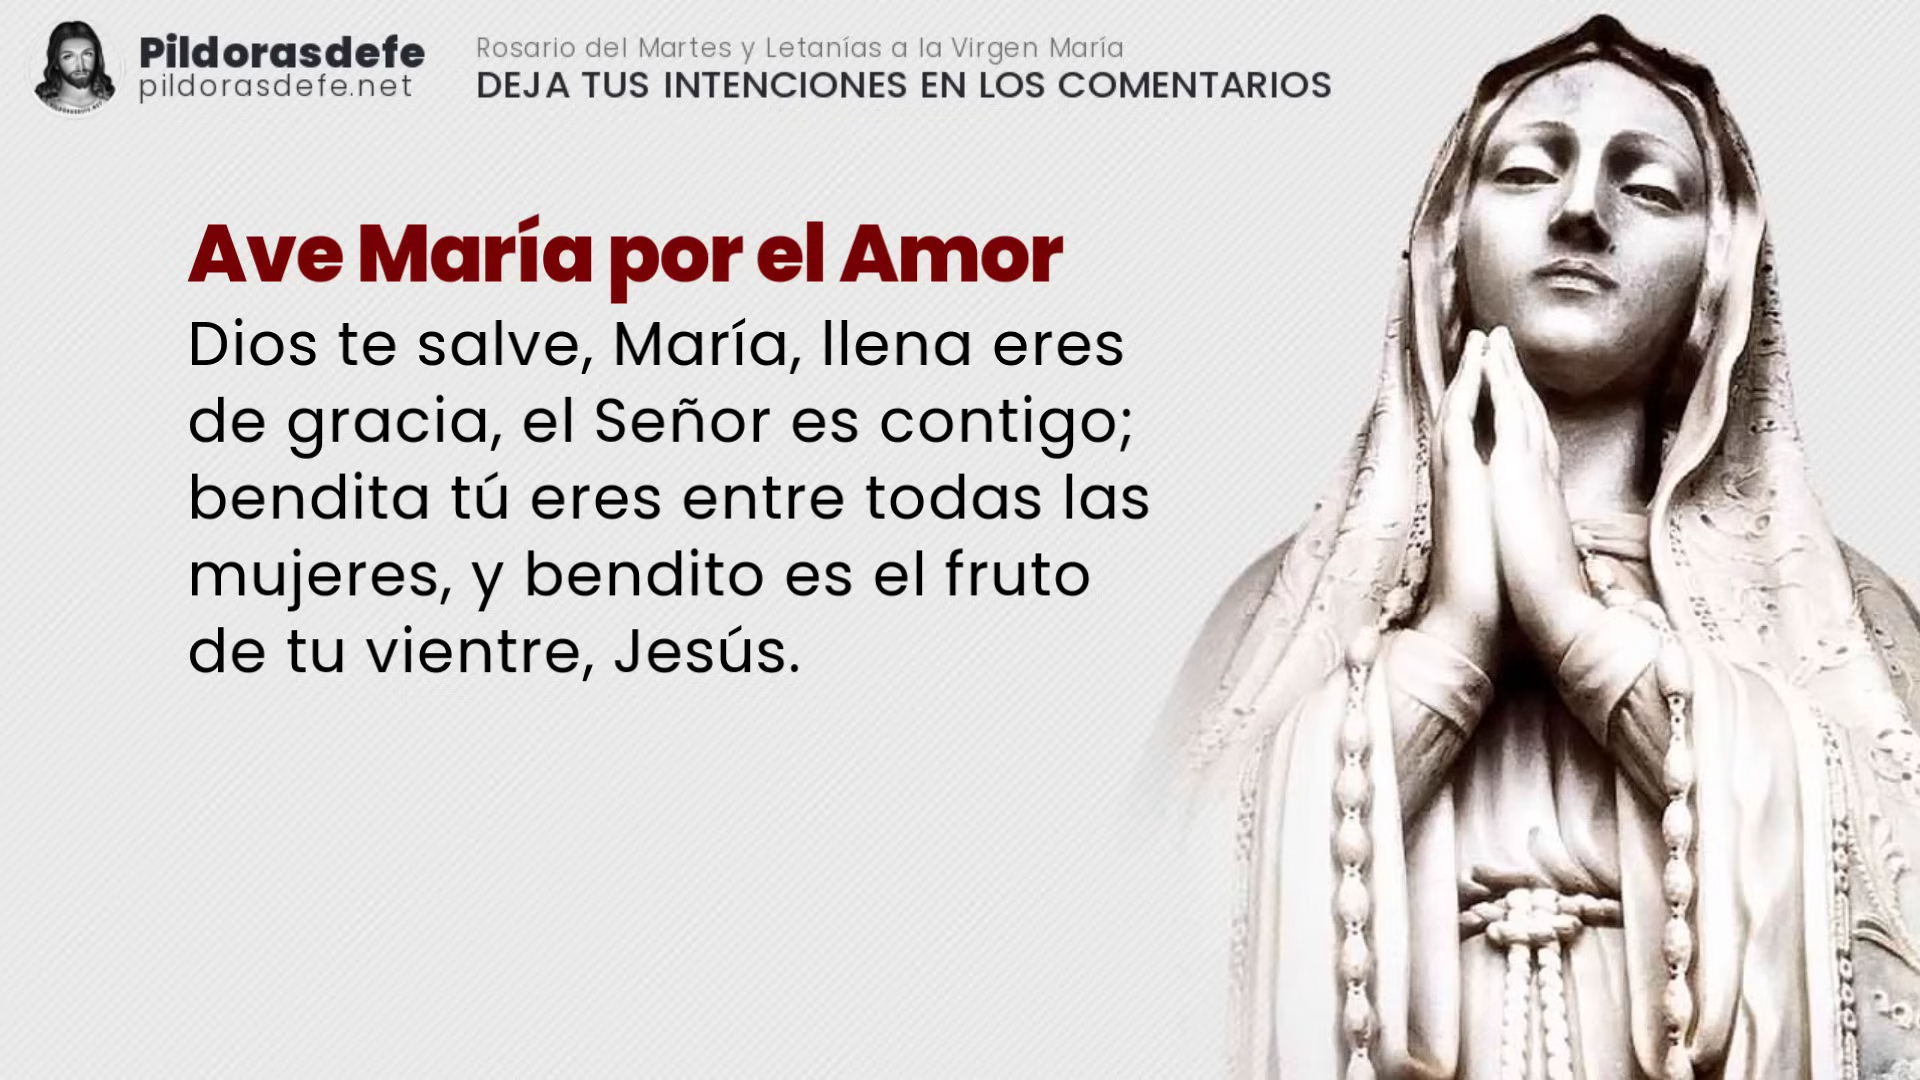 Pildorasdefe
pildorasdefe.net
Rosario del Martes y Letanías a la Virgen María
DEJA TUS INTENCIONES EN LOS COMENTARIOS
Ave María por el Amor
Dios te salve, María, llena eres
de gracia, el Señor es contigo;
bendita tú eres entre todas las
mujeres, y bendito es el fruto
de tu vientre, Jesús.